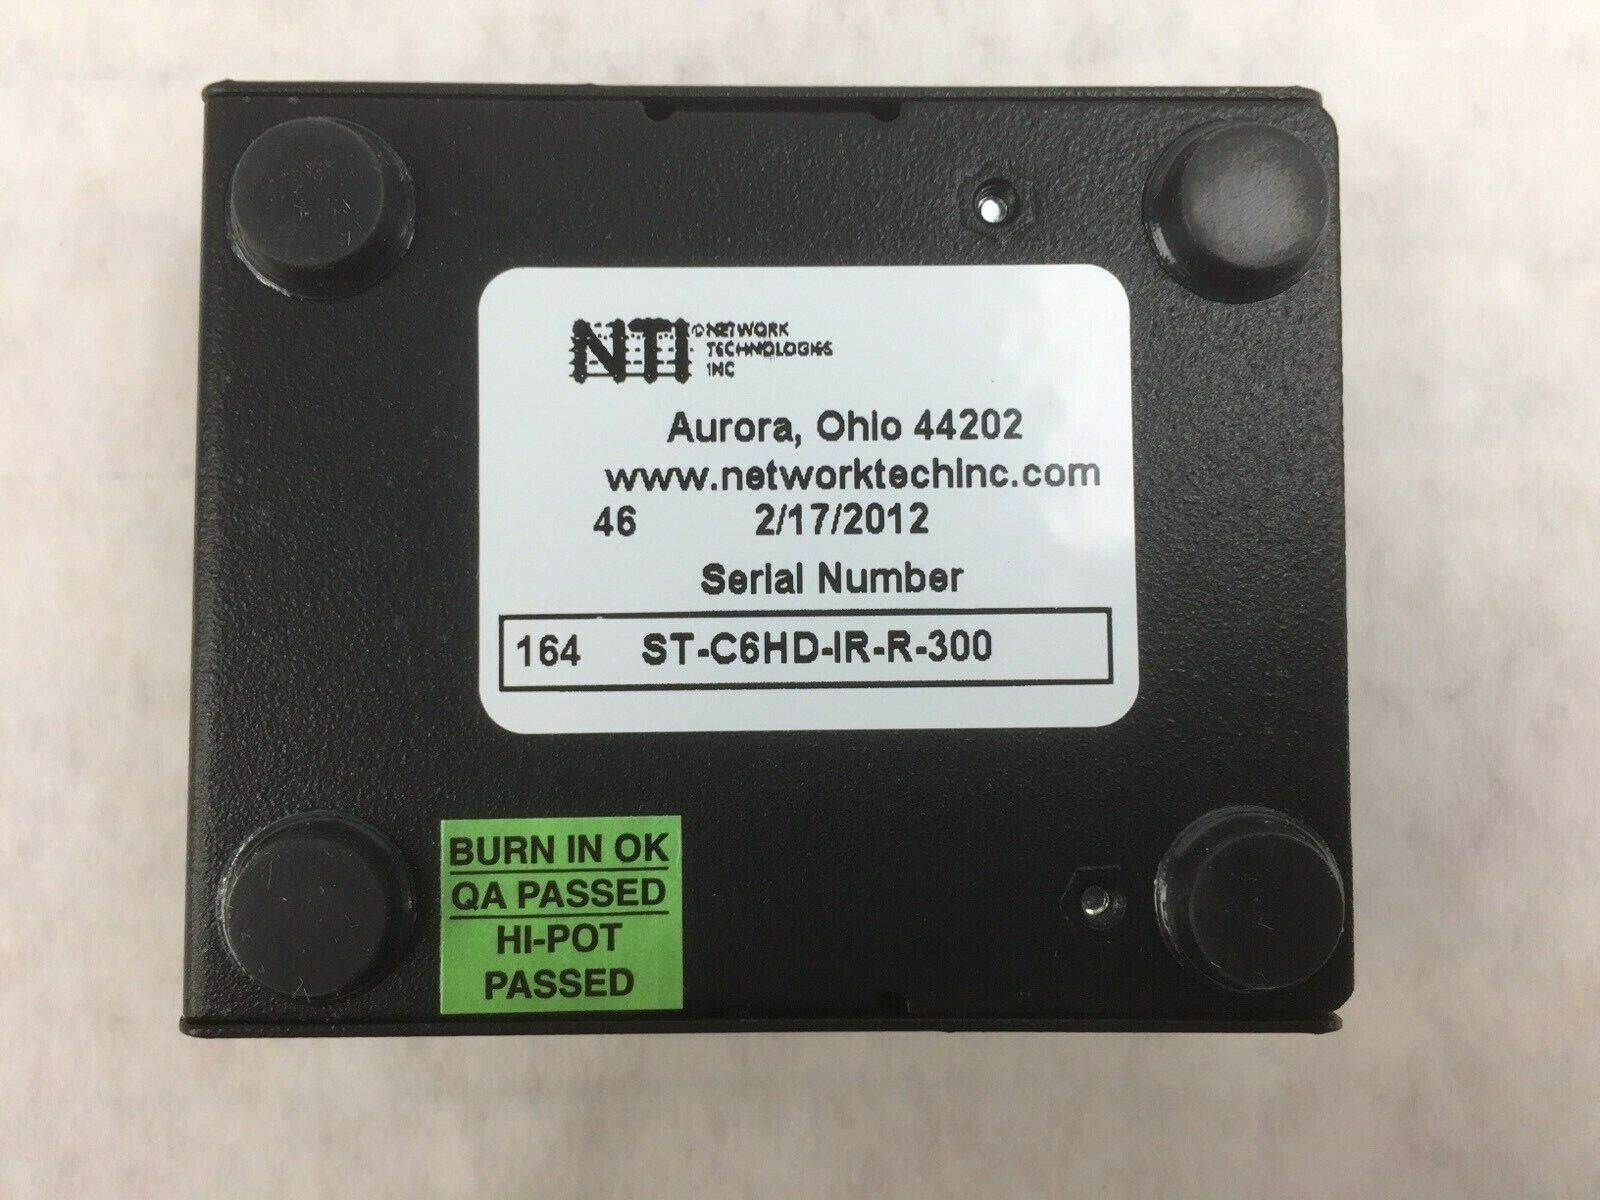 NTI
NETWORK
TECHNOLOGIES
INC
Aurora, Ohio 44202
www.networktechinc.com
46 2/17/2012
Serial Number
164 ST-C6HD-IR-R-300
BURN IN OK
QA PASSED
HI-POT
PASSED